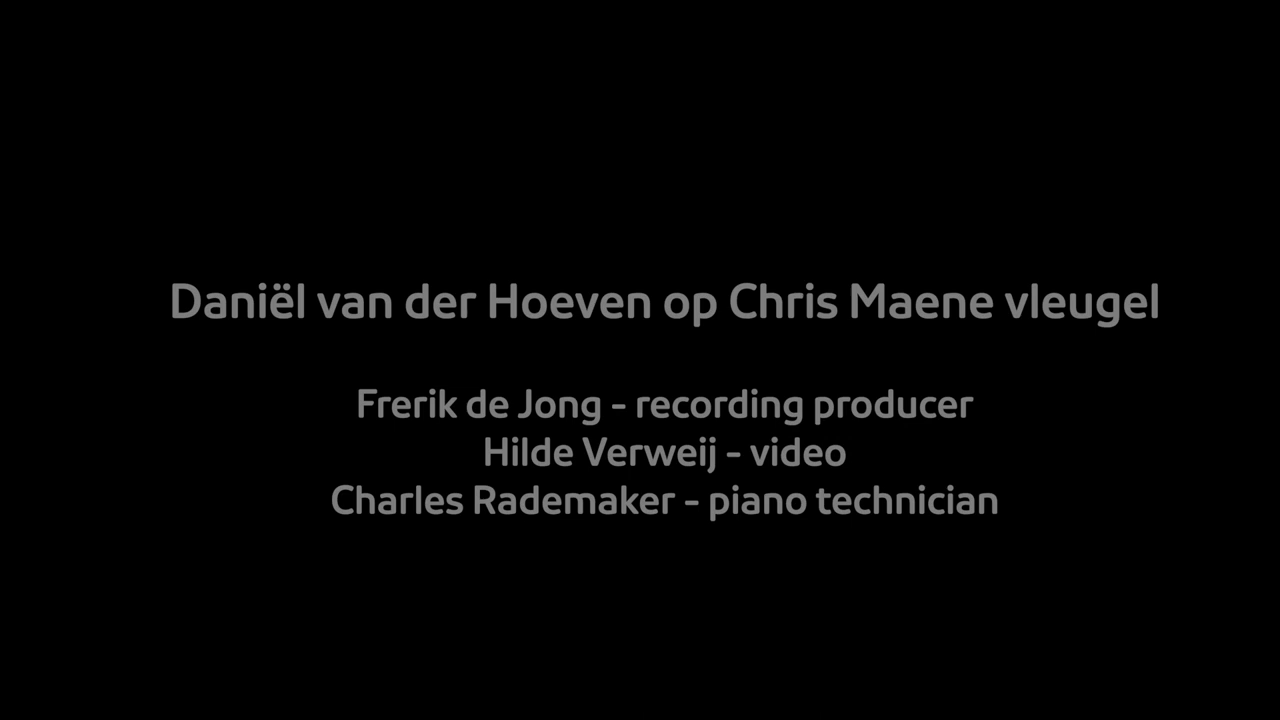 Daniël van der Hoeven op Chris Maene vleugel
Frerik de Jong - recording producer
Hilde Verweij - video
Charles Rademaker - piano technician